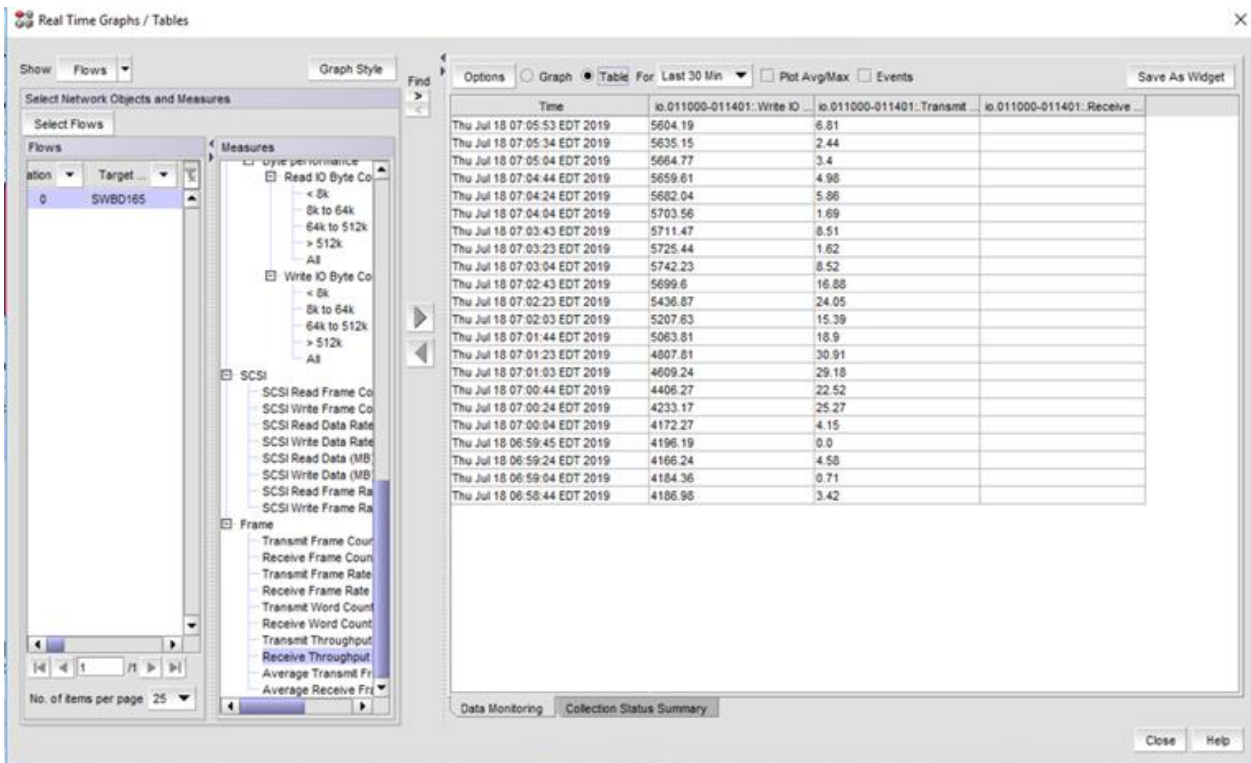 Real Time Graphs / Tables
Show Flows
Graph Style
Find
>
<
Select Network Objects and Measures
Select Flows
Flows
ation Target ...
0 SWBD165
1 /1
No. of items per page 25
Measures
Byte performance
Read IO Byte Co
< 8k
8k to 64k
64k to 512k
> 512k
All
Write IO Byte Co
< 8k
8k to 64k
64k to 512k
> 512k
All
SCSI
SCSI Read Frame Co
SCSI Write Frame Co
SCSI Read Data Rate
SCSI Write Data Rate
SCSI Read Data (MB
SCSI Write Data (MB
SCSI Read Frame Ra
SCSI Write Frame Ra
Frame
Transmit Frame Coun
Receive Frame Coun
Transmit Frame Rate
Receive Frame Rate
Transmit Word Count
Receive Word Count
Transmit Throughput
Receive Throughput
Average Transmit Fr
Average Receive Fra
Options Graph Table For Last 30 Min Plot Avg/Max Events Save As Widget
Time io.011000-011401:.Write IO ... io.011000-011401:.Transmit ... io.011000-011401:.Receive ...
Thu Jul 18 07:05:53 EDT 2019 5604.19 6.81
Thu Jul 18 07:05:34 EDT 2019 5635.15 2.44
Thu Jul 18 07:05:04 EDT 2019 5664.77 3.4
Thu Jul 18 07:04:44 EDT 2019 5659.61 4.98
Thu Jul 18 07:04:24 EDT 2019 5682.04 5.86
Thu Jul 18 07:04:04 EDT 2019 5703.56 1.69
Thu Jul 18 07:03:43 EDT 2019 5711.47 8.51
Thu Jul 18 07:03:23 EDT 2019 5725.44 1.62
Thu Jul 18 07:03:04 EDT 2019 5742.23 8.52
Thu Jul 18 07:02:43 EDT 2019 5699.6 16.88
Thu Jul 18 07:02:23 EDT 2019 5436.87 24.05
Thu Jul 18 07:02:03 EDT 2019 5207.63 15.39
Thu Jul 18 07:01:44 EDT 2019 5063.81 18.9
Thu Jul 18 07:01:23 EDT 2019 4807.81 30.91
Thu Jul 18 07:01:03 EDT 2019 4609.24 29.18
Thu Jul 18 07:00:44 EDT 2019 4406.27 22.52
Thu Jul 18 07:00:24 EDT 2019 4233.17 25.27
Thu Jul 18 07:00:04 EDT 2019 4172.27 4.15
Thu Jul 18 06:59:45 EDT 2019 4196.19 0.0
Thu Jul 18 06:59:24 EDT 2019 4166.24 4.58
Thu Jul 18 06:59:04 EDT 2019 4184.36 0.71
Thu Jul 18 06:58:44 EDT 2019 4186.98 3.42
Data Monitoring Collection Status Summary
Close Help